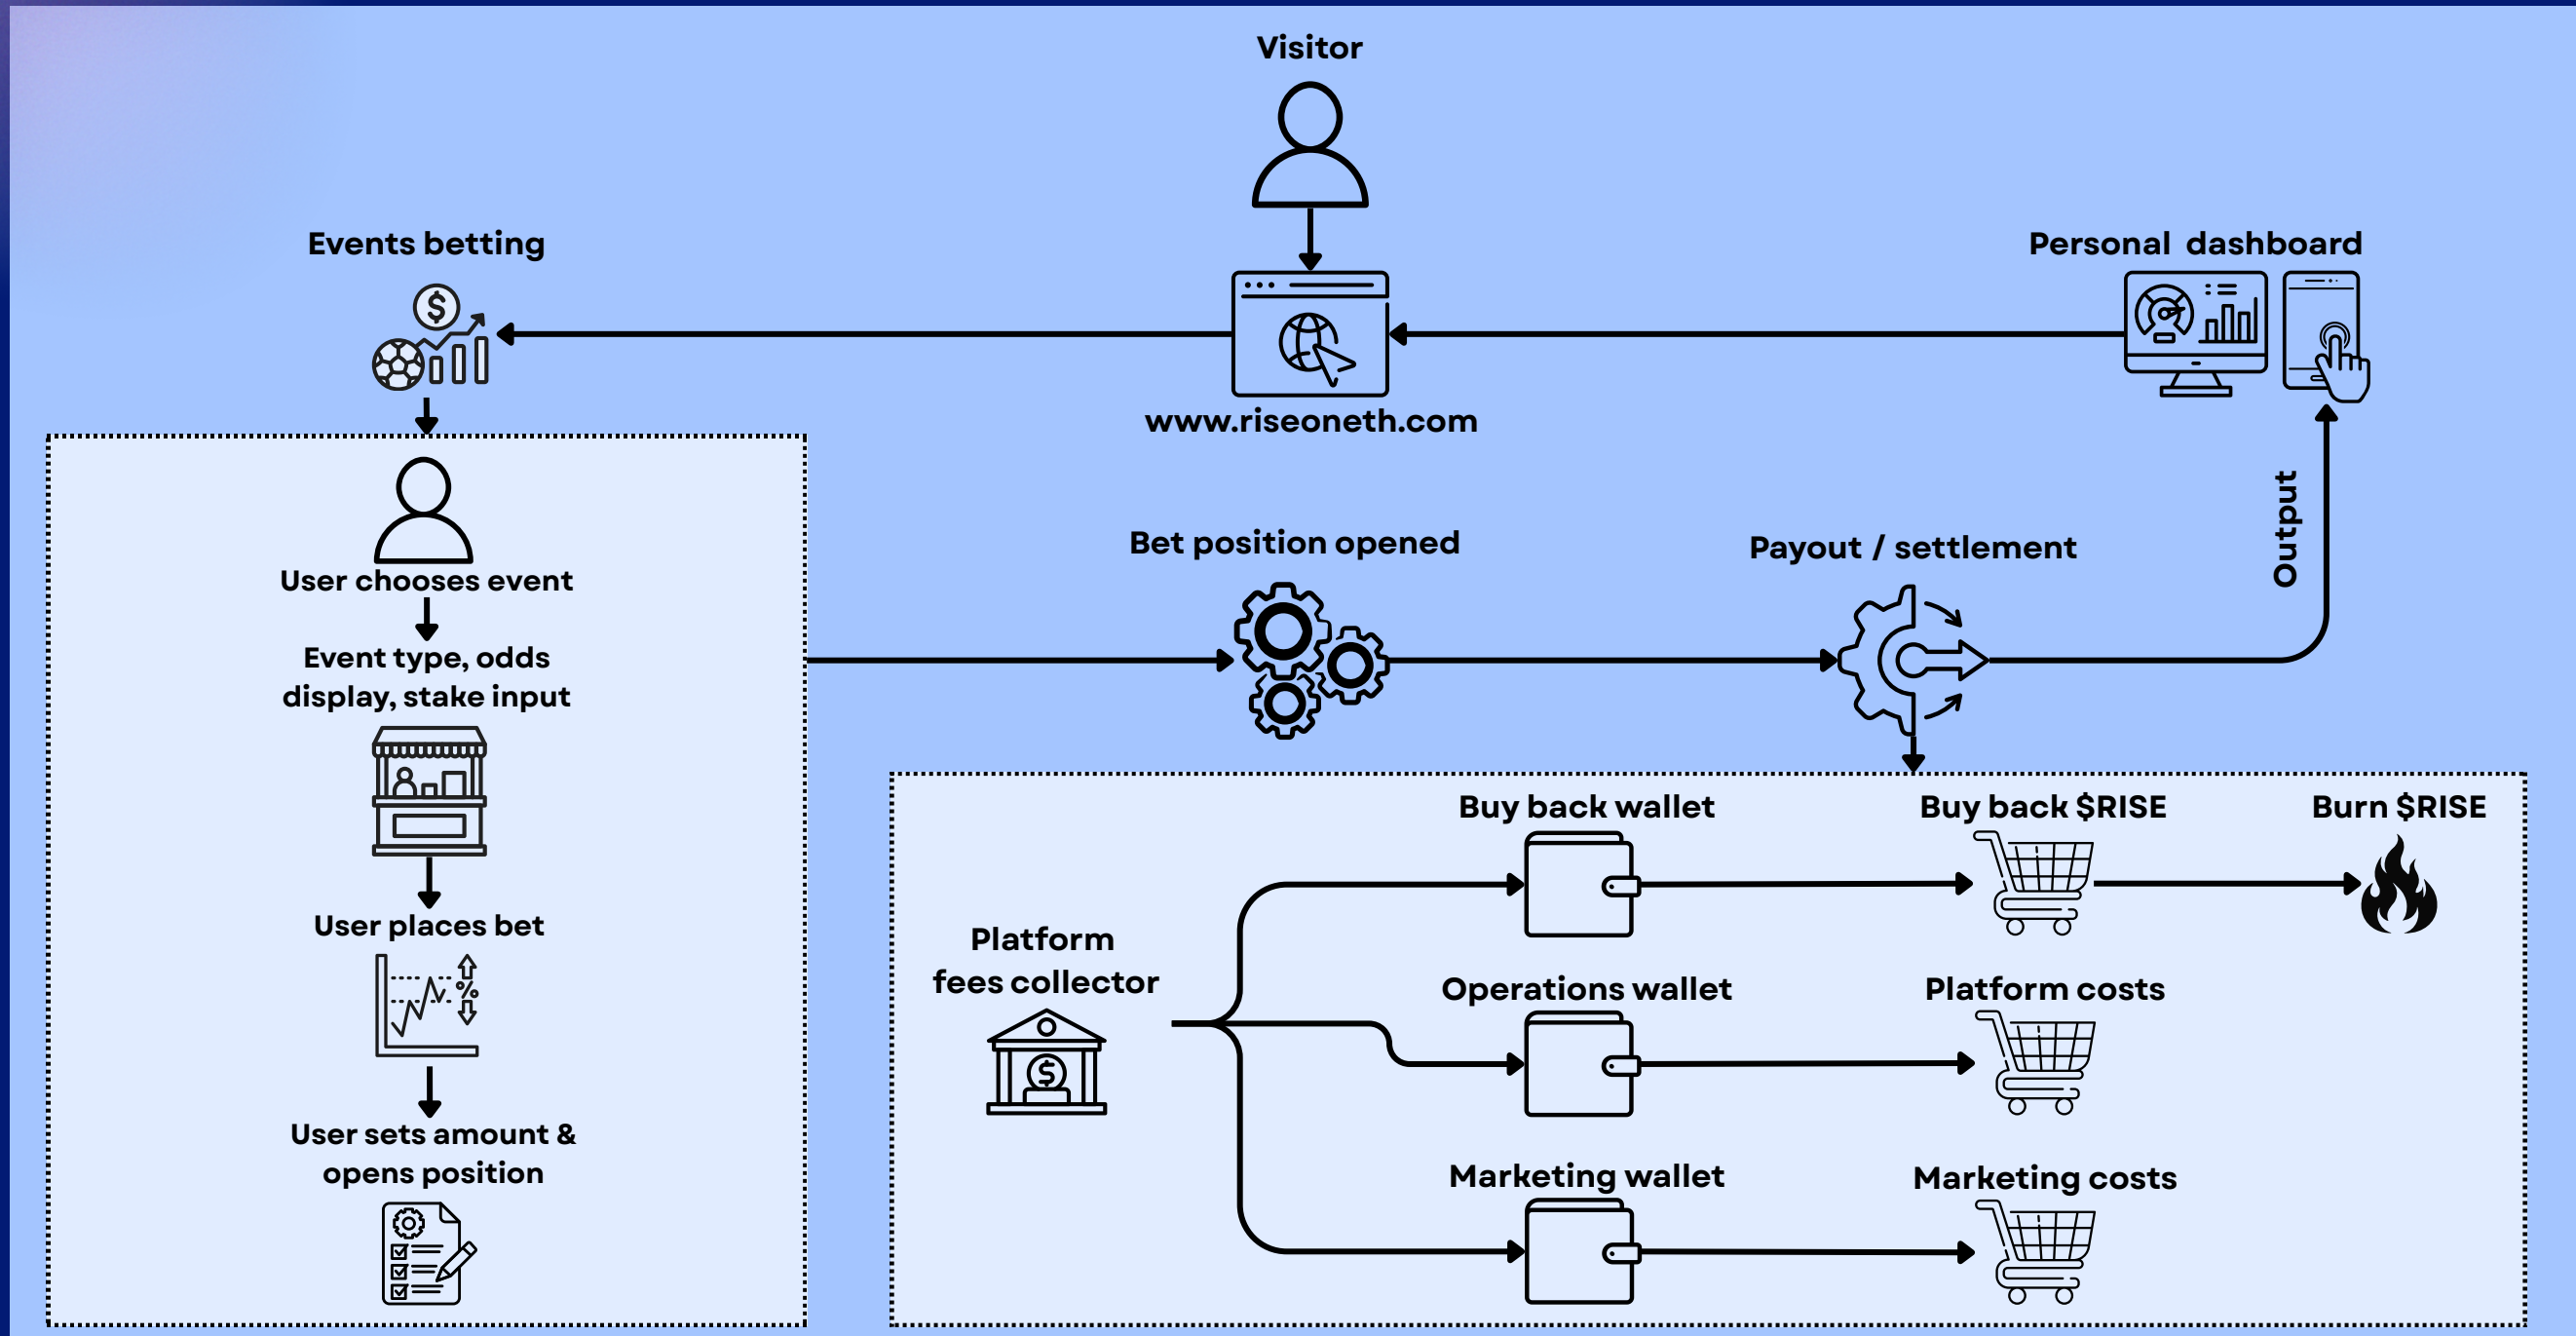 Visitor
Events betting
Personal dashboard
www.riseoneth.com
User chooses event
Event type, odds
display, stake input
User places bet
User sets amount &
opens position
Bet position opened
Payout / settlement
Output
Platform
fees collector
Buy back wallet
Buy back $RISE
Burn $RISE
Operations wallet
Platform costs
Marketing wallet
Marketing costs